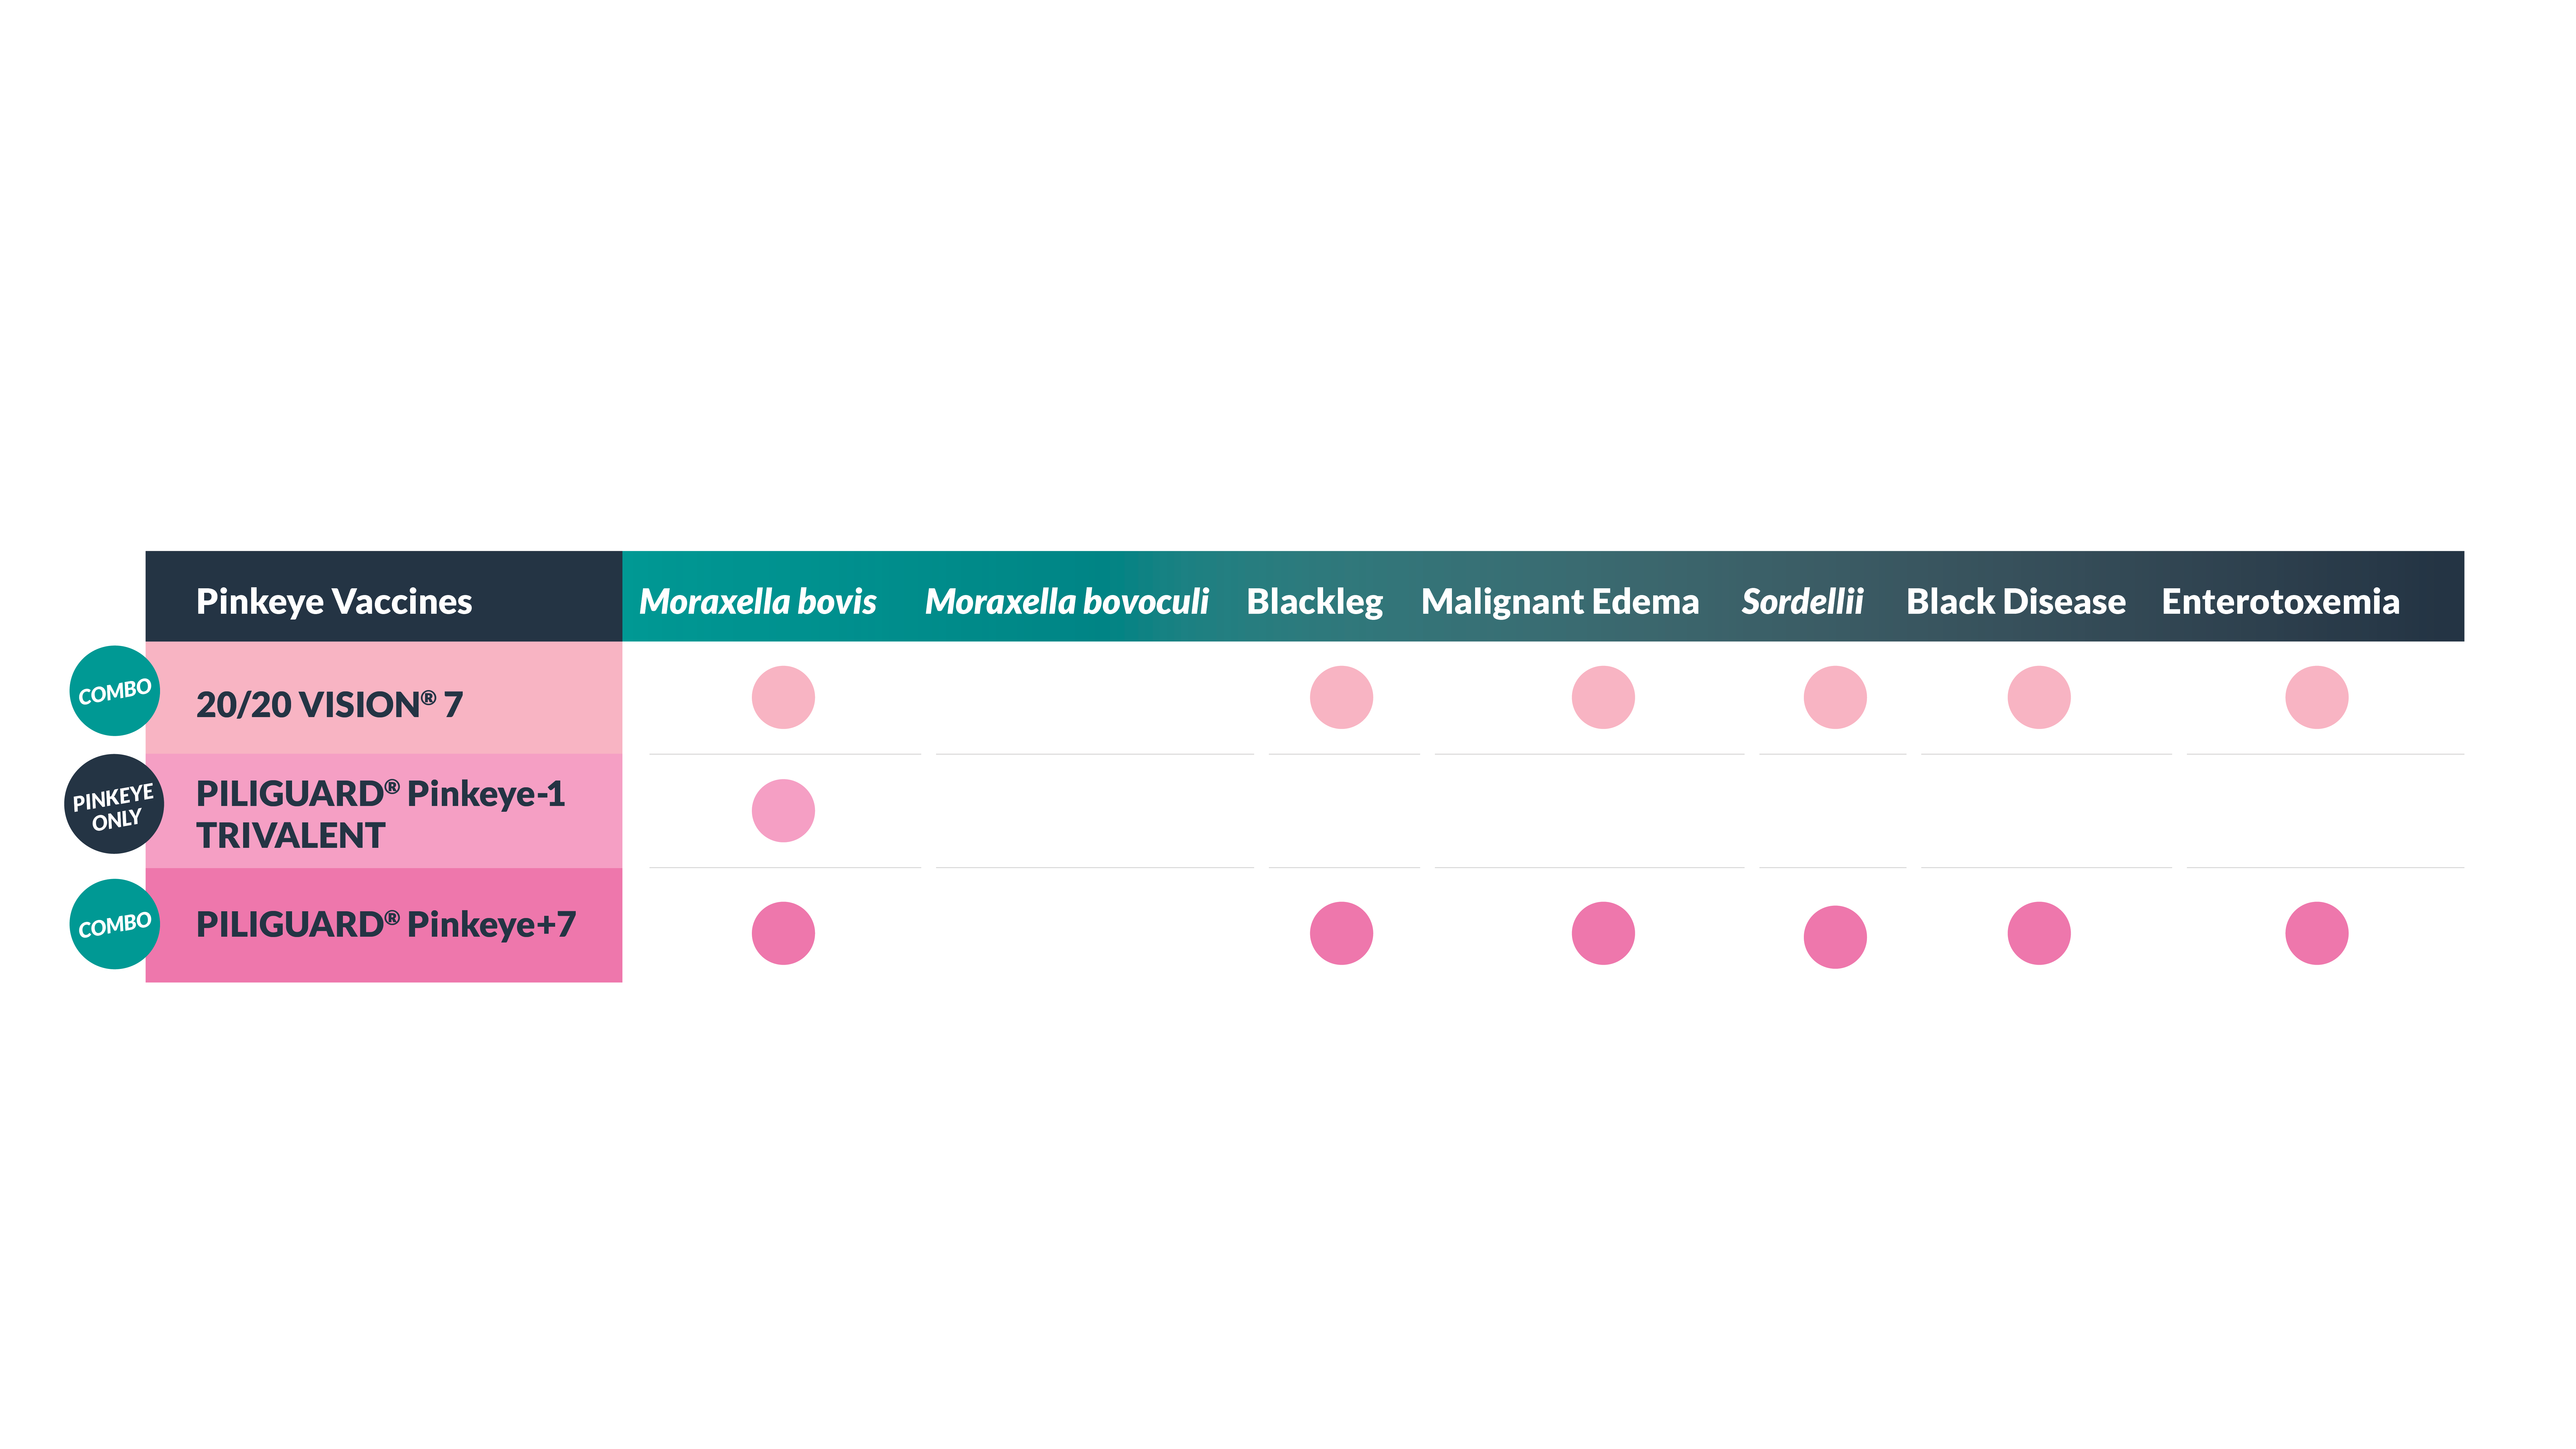 Pinkeye Vaccines Moraxella bovis Moraxella bovoculi Blackleg Malignant Edema Sordellii Black Disease Enterotoxemia
COMBO
20/20 VISION® 7
PINKEYE
ONLY
PILIGUARD® Pinkeye-1
TRIVALENT
COMBO
PILIGUARD® Pinkeye+7